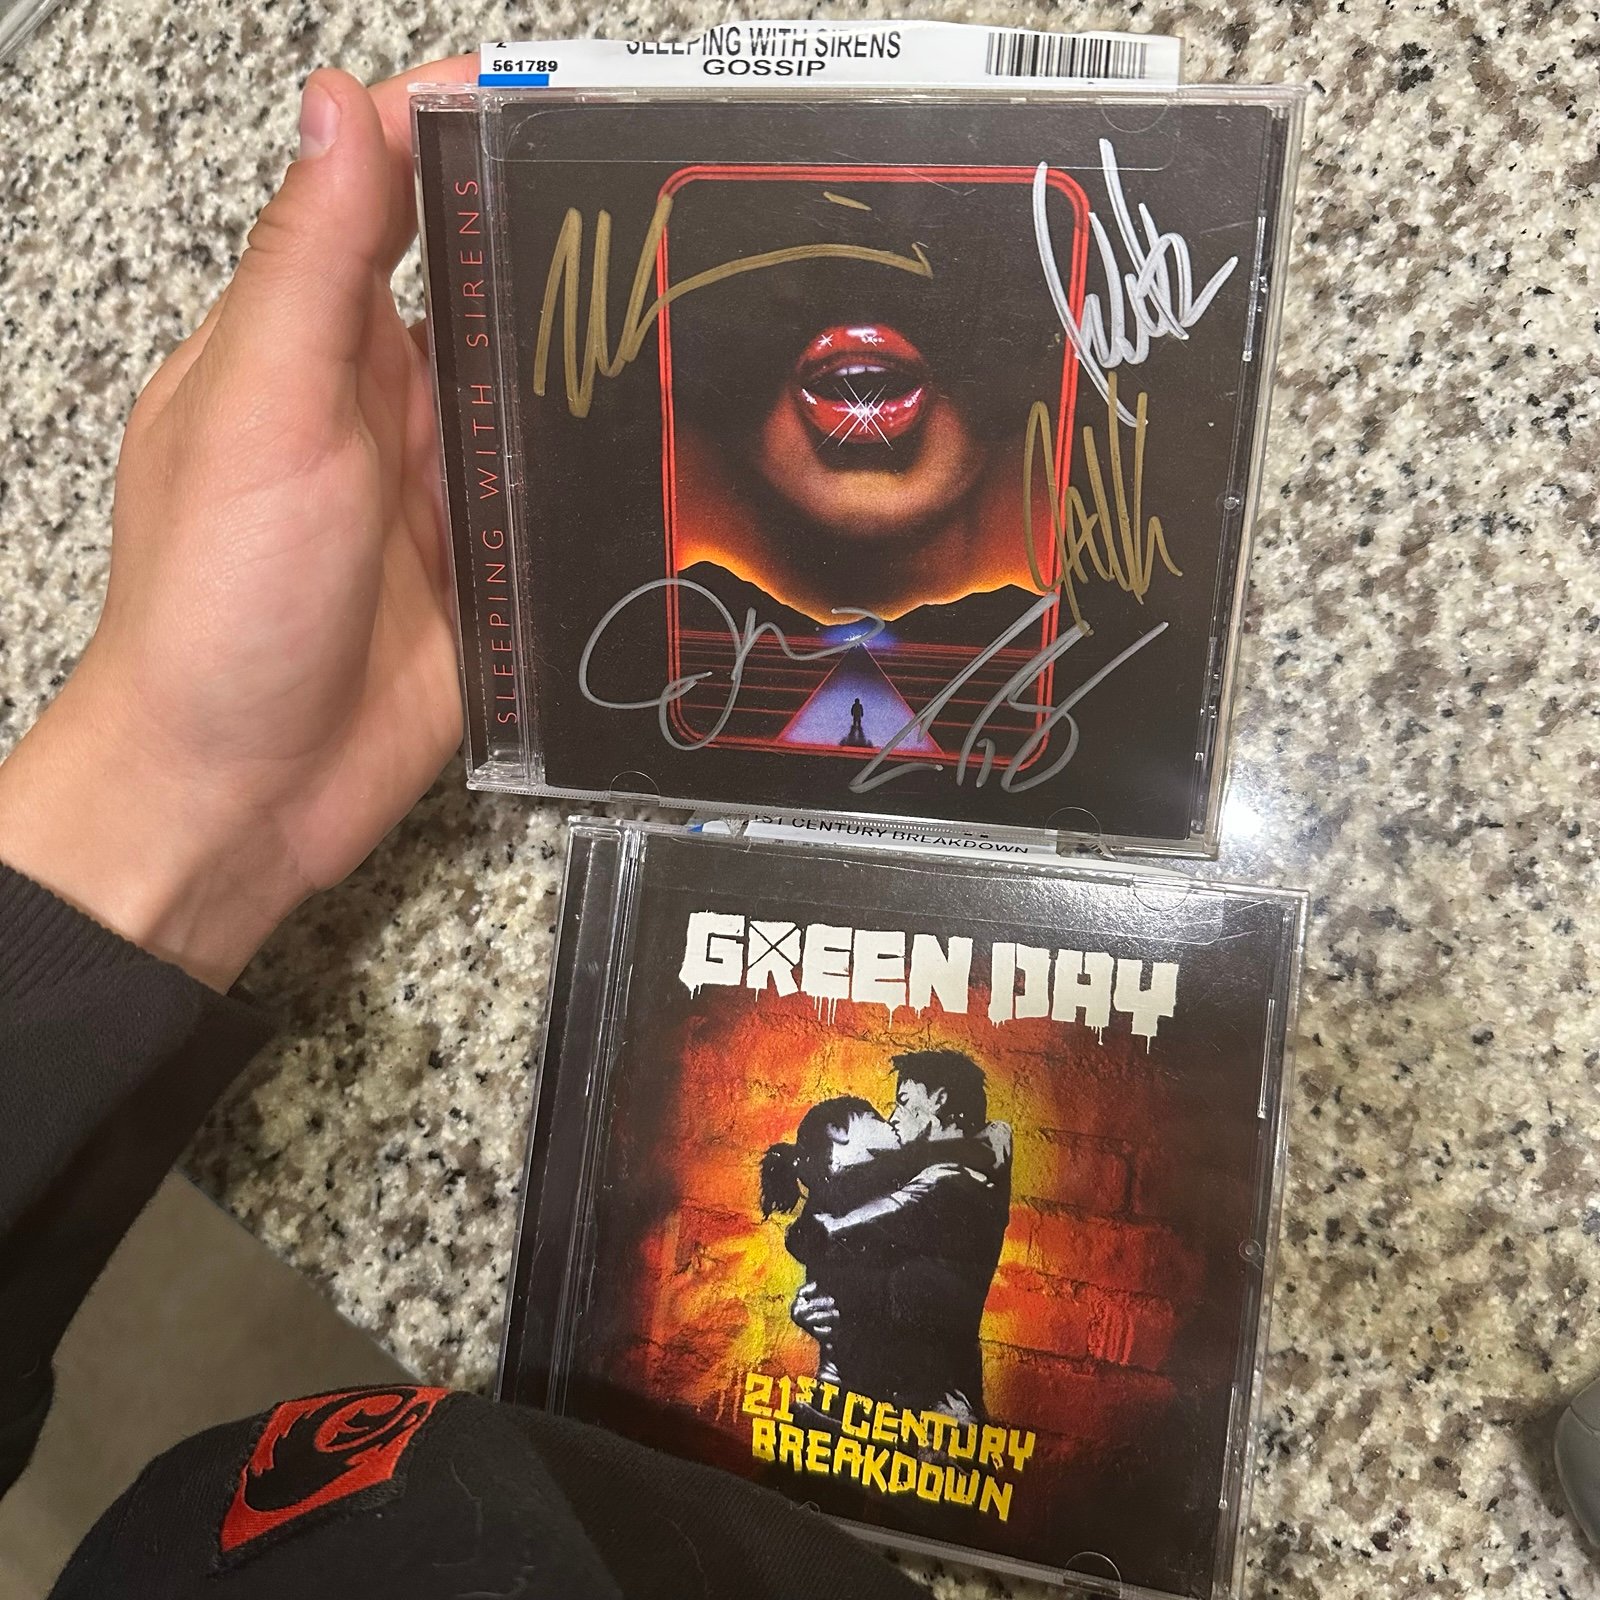 SLEEPING WITH SIRENS
561789
GOSSIP
SLEEPING WITH SIRENS
21ST CENTURY BREAKDOWN
GREEN DAY
21ST CENTURY
BREAKDOWN